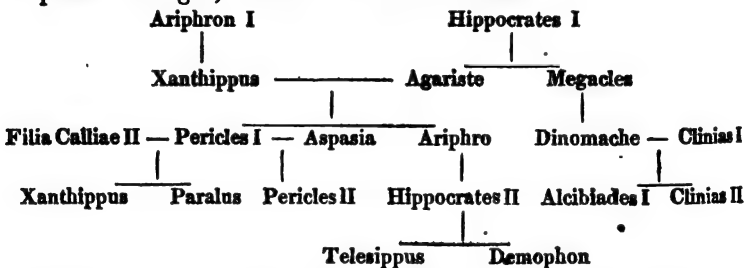 Ariphron I Hippocrates I
Xanthippus Agariste Megacles
Filia Calliae II — Pericles I — Aspasia Ariphro Dinomache — Clinias I
Xanthippus Paralus Pericles II Hippocrates II Alcibiades I Clinias II
Telesippus Demophon